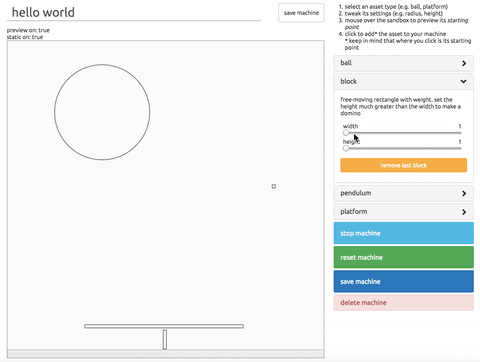 hello world
save machine
preview on: true
static on: true
1. select an asset type (e.g. ball, platform)
2. tweak its settings (e.g. radius, height)
3. mouse over the sandbox to preview its starting
point
4. click to add* the asset to your machine
* keep in mind that where you click is its starting
point
ball
block
free-moving rectangle with weight. set the
height much greater than the width to make a
domino
width 1
height 1
remove last block
pendulum
platform
stop machine
reset machine
save machine
delete machine